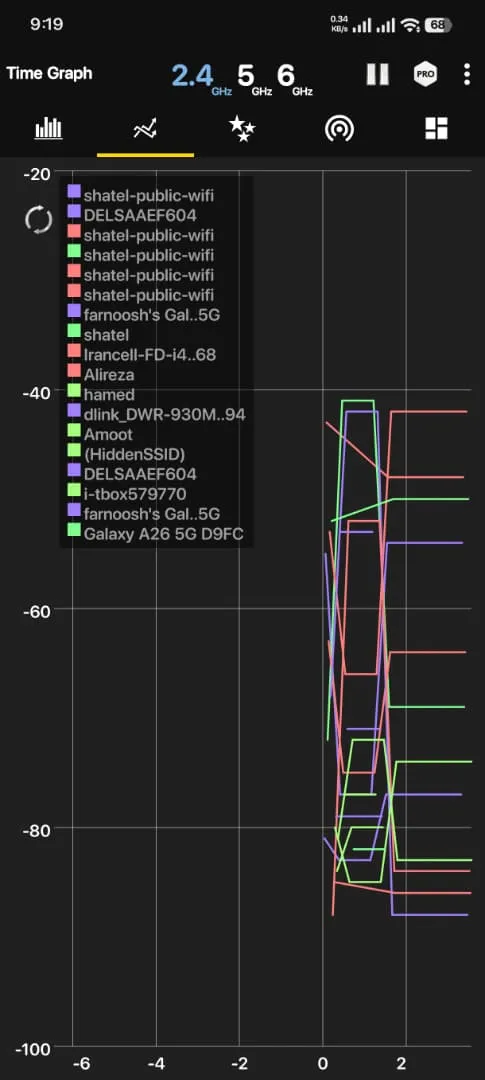 9:19
0.34
KB/s
68
Time Graph
2.4 GHz
5 GHz
6 GHz
PRO
-20
shatel-public-wifi
DELSAAEF604
shatel-public-wifi
shatel-public-wifi
shatel-public-wifi
shatel-public-wifi
farnoosh's Gal..5G
shatel
Irancell-FD-i4..68
Alireza
hamed
dlink_DWR-930M..94
Amoot
(HiddenSSID)
DELSAAEF604
i-tbox579770
farnoosh's Gal..5G
Galaxy A26 5G D9FC
-40
-60
-80
-100
-6 -4 -2 0 2